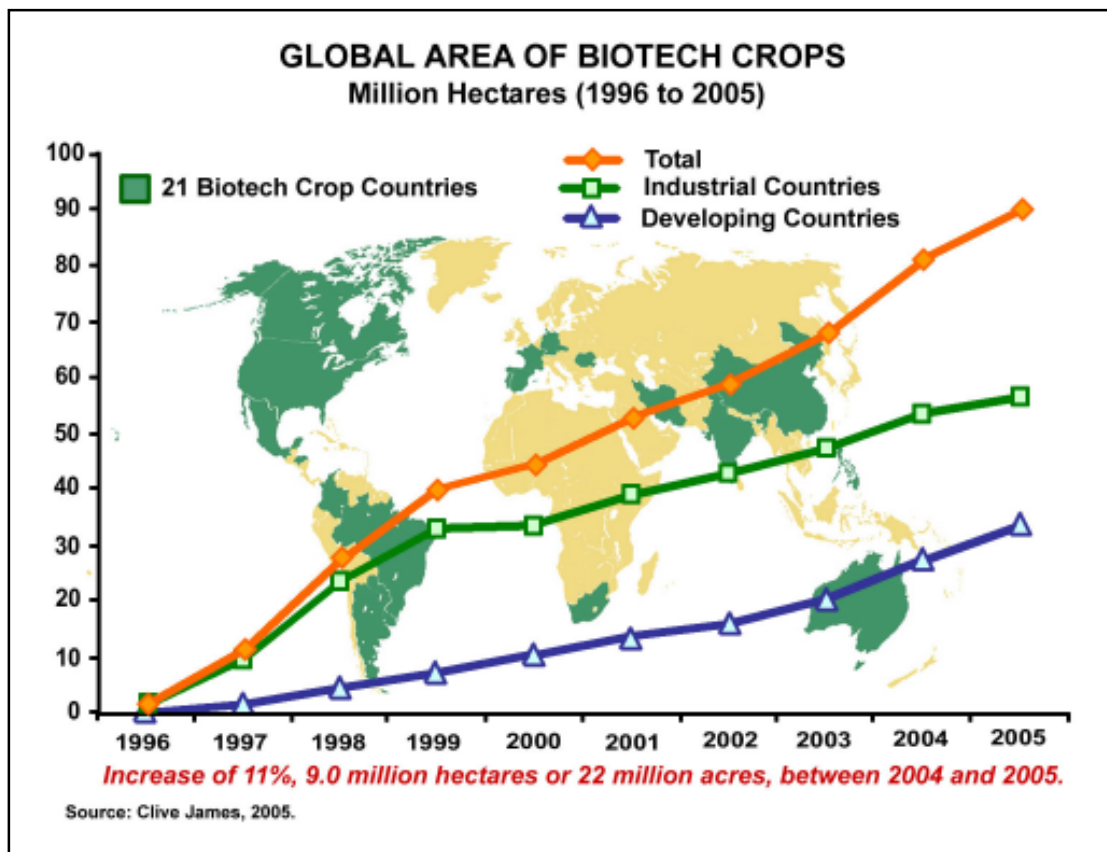 GLOBAL AREA OF BIOTECH CROPS
Million Hectares (1996 to 2005)
100
90
80
70
60
50
40
30
20
10
0
21 Biotech Crop Countries
Total
Industrial Countries
Developing Countries
1996 1997 1998 1999 2000 2001 2002 2003 2004 2005
Increase of 11%, 9.0 million hectares or 22 million acres, between 2004 and 2005.
Source: Clive James, 2005.